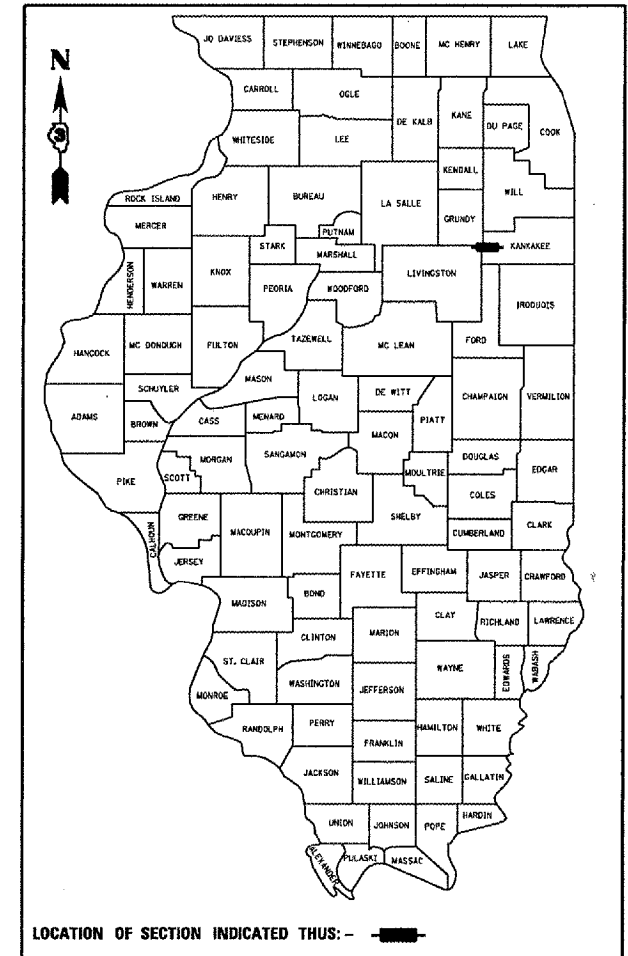 JO DAVIESS STEPHENSON WINNEBAGO BOONE MC HENRY LAKE
N
CARROLL OGLE DE KALB KANE DU PAGE COOK
WHITESIDE LEE KENDALL WILL
ROCK ISLAND HENRY BUREAU LA SALLE GRUNDY
MERCER PUTNAM KANKAKEE
STARK MARSHALL LIVINGSTON
HENDERSON WARREN KNOX PEORIA WOODFORD IROQUOIS
HANCOCK MC DONOUGH FULTON TAZEWELL MC LEAN FORD
SCHUYLER MASON LOGAN DE WITT CHAMPAIGN VERMILION
ADAMS BROWN CASS MENARD MACON PIATT
PIKE SCOTT MORGAN SANGAMON CHRISTIAN MOULTRIE DOUGLAS EDGAR
COLES
CALHOUN GREENE MACOUPIN MONTGOMERY SHELBY CUMBERLAND CLARK
JERSEY FAYETTE EFFINGHAM JASPER CRAWFORD
MADISON BOND CLAY RICHLAND LAWRENCE
CLINTON MARION
ST. CLAIR WAYNE EDWARDS WABASH
MONROE WASHINGTON JEFFERSON
RANDOLPH PERRY HAMILTON WHITE
FRANKLIN
JACKSON WILLIAMSON SALINE GALLATIN
UNION JOHNSON POPE HARDIN
ALEXANDER PULASKI MASSAC
LOCATION OF SECTION INDICATED THUS: -